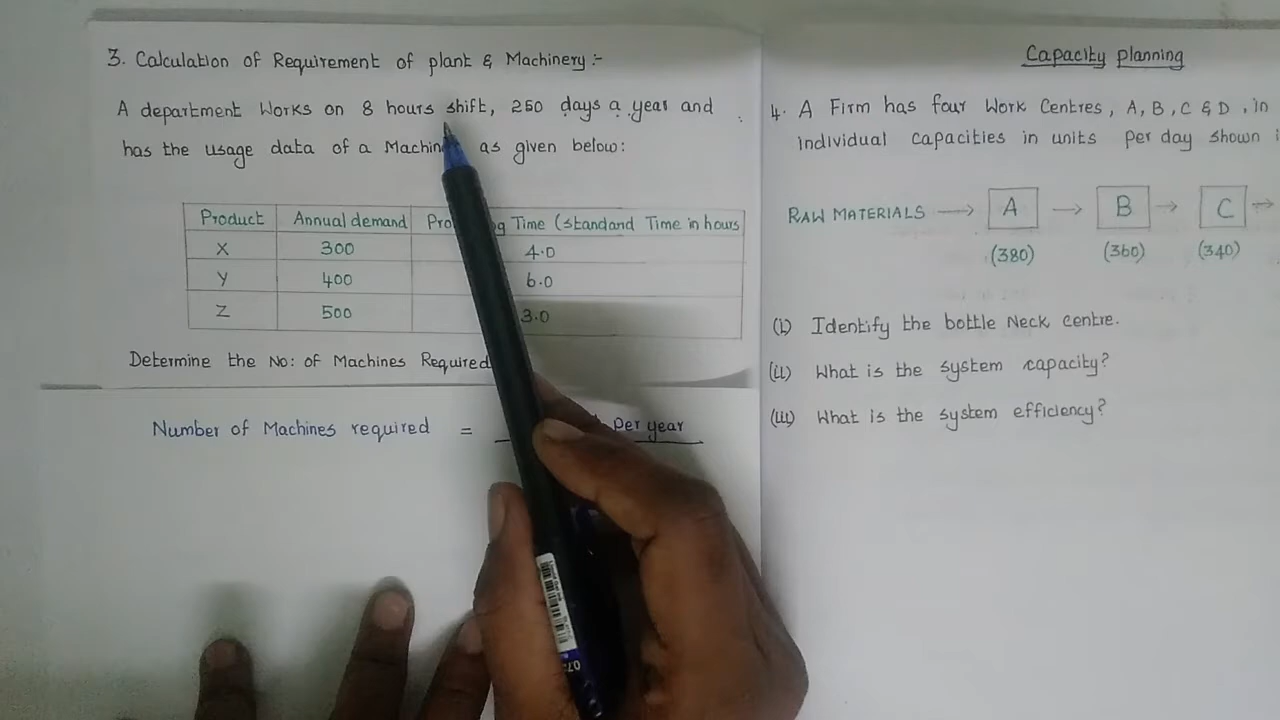 3. Calculation of Requirement of plant & Machinery :-
A department Works on 8 hours shift, 250 days a year and
has the usage data of a Machin as given below:
Product Annual demand Pro g Time (standand Time in hours
X 300 4.0
Y 400 6.0
Z 500 3.0
Determine the No: of Machines Required
Number of Machines required = Per year
Capacity planning
4. A Firm has four Work Centres, A, B, C & D, in
individual capacities in units Per day shown
RAW MATERIALS → A → B → C →
(380) (360) (340)
(i) Identify the bottle Neck centre.
(ii) What is the system capacity?
(iii) What is the system efficiency?